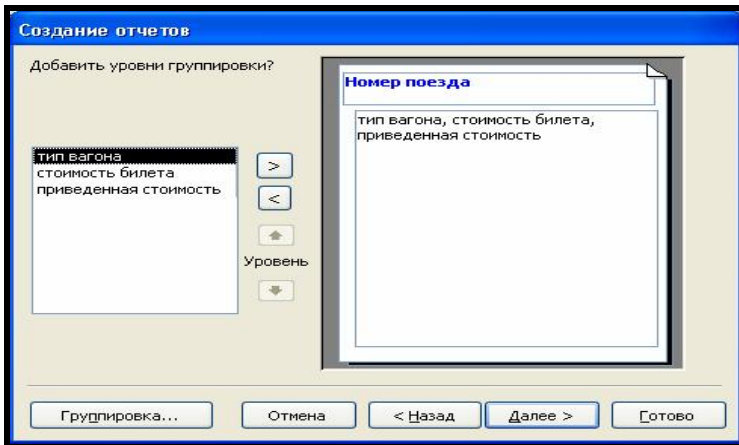 Создание отчетов
Добавить уровни группировки?
тип вагона
стоимость билета
приведенная стоимость
>
<
Уровень
Номер поезда
тип вагона, стоимость билета,
приведенная стоимость
Группировка...
Отмена
< Назад
Далее >
Готово